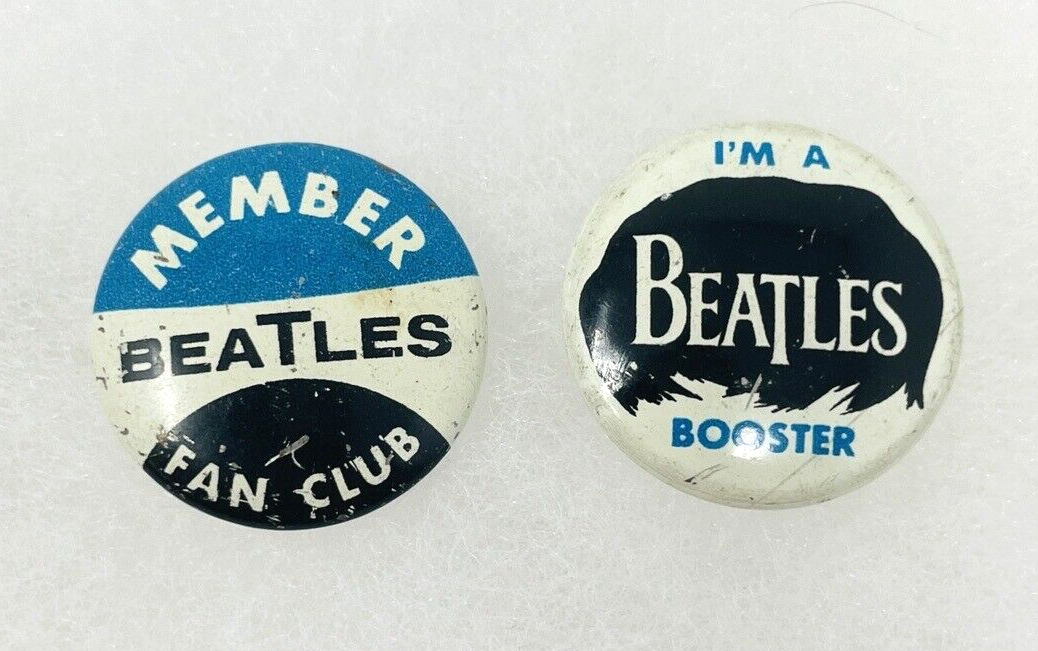 MEMBER
BEATLES
FAN CLUB
I'M A
BEATLES
BOOSTER